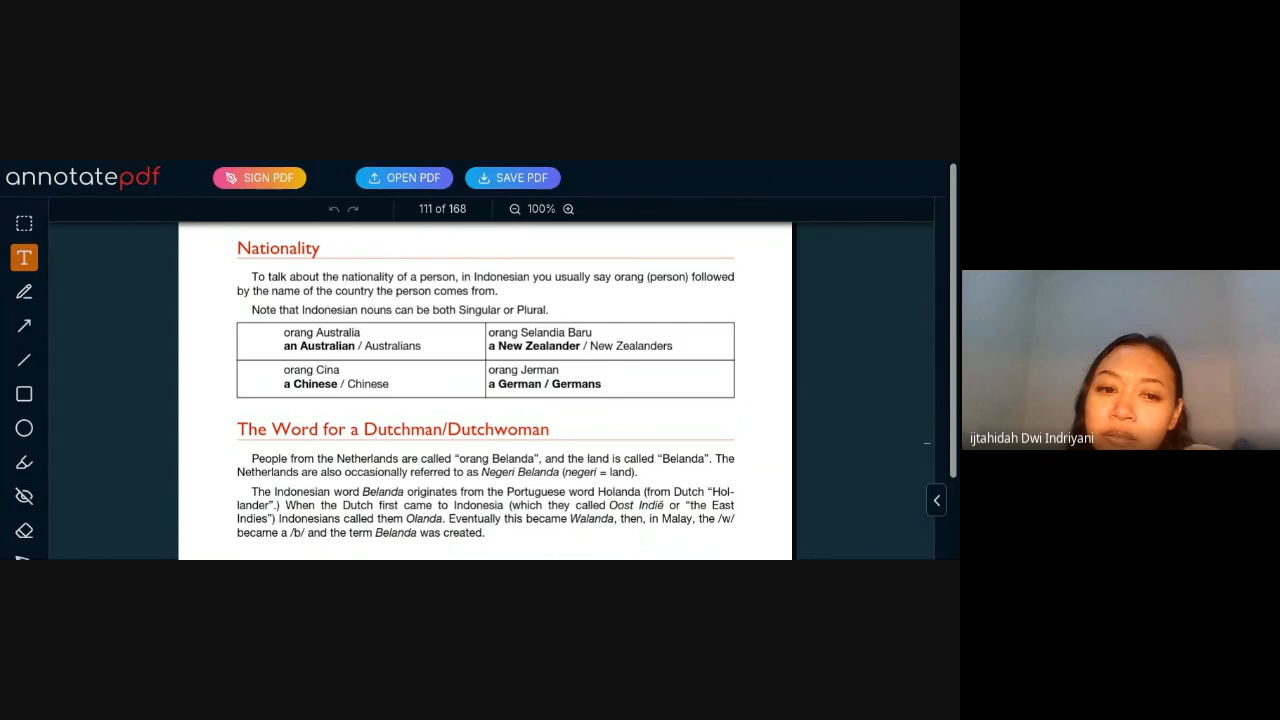 annotatepdf
SIGN PDF
OPEN PDF
SAVE PDF
111 of 168
100%
T
Nationality
To talk about the nationality of a person, in Indonesian you usually say orang (person) followed
by the name of the country the person comes from.
Note that Indonesian nouns can be both Singular or Plural.
orang Australia
an Australian / Australians
orang Selandia Baru
a New Zealander / New Zealanders
orang Cina
a Chinese / Chinese
orang Jerman
a German / Germans
The Word for a Dutchman/Dutchwoman
People from the Netherlands are called “orang Belanda”, and the land is called “Belanda”. The
Netherlands are also occasionally referred to as Negeri Belanda (negeri = land).
The Indonesian word Belanda originates from the Portuguese word Holanda (from Dutch “Hol-
lander”.) When the Dutch first came to Indonesia (which they called Oost Indië or “the East
Indies”) Indonesians called them Olanda. Eventually this became Walanda, then, in Malay, the /w/
became a /b/ and the term Belanda was created.
ijtahidah Dwi Indriyani